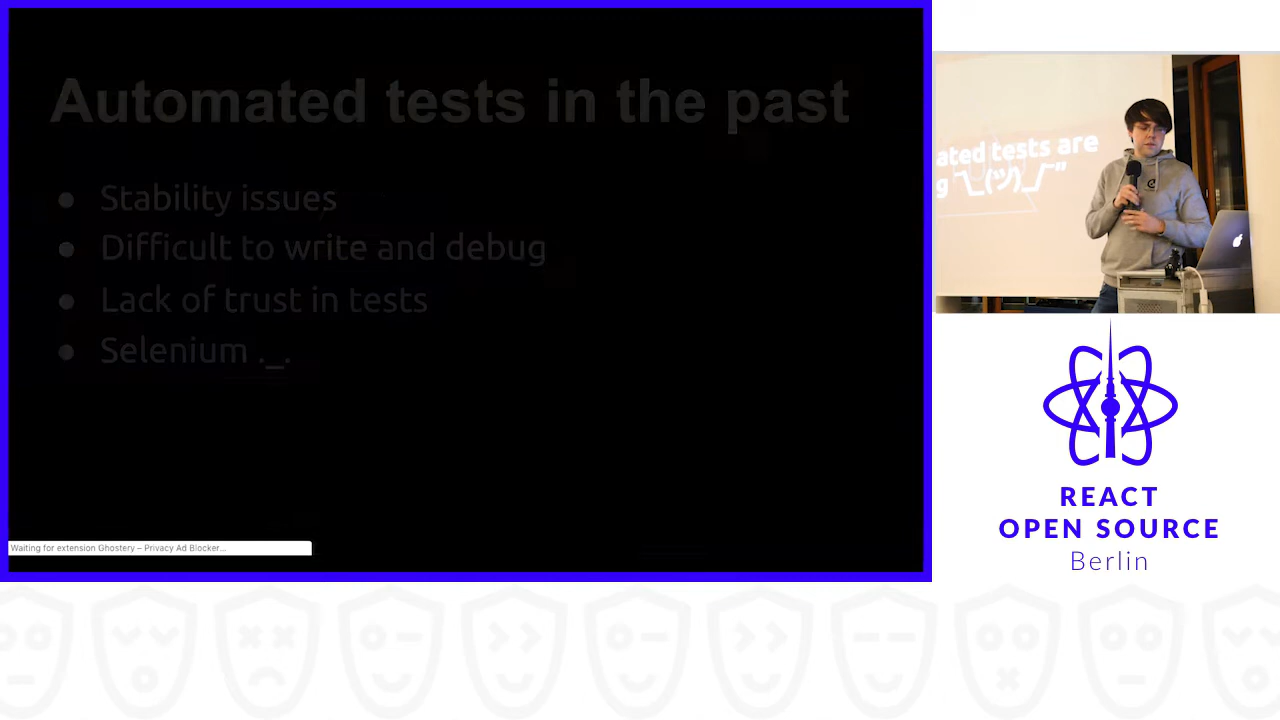 Automated tests in the past
● Stability issues
● Difficult to write and debug
● Lack of trust in tests
● Selenium ._.
Waiting for extension Ghostery – Privacy Ad Blocker...
ated tests are
g ¯\_(ツ)_/¯"
REACT
OPEN SOURCE
Berlin